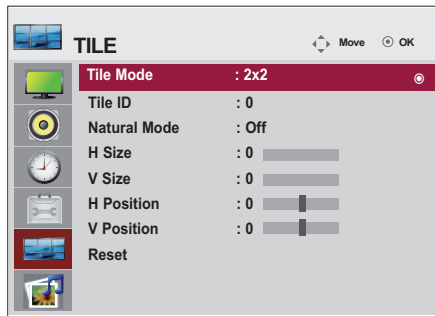 TILE Move OK
Tile Mode : 2x2
Tile ID : 0
Natural Mode : Off
H Size : 0
V Size : 0
H Position : 0
V Position : 0
Reset